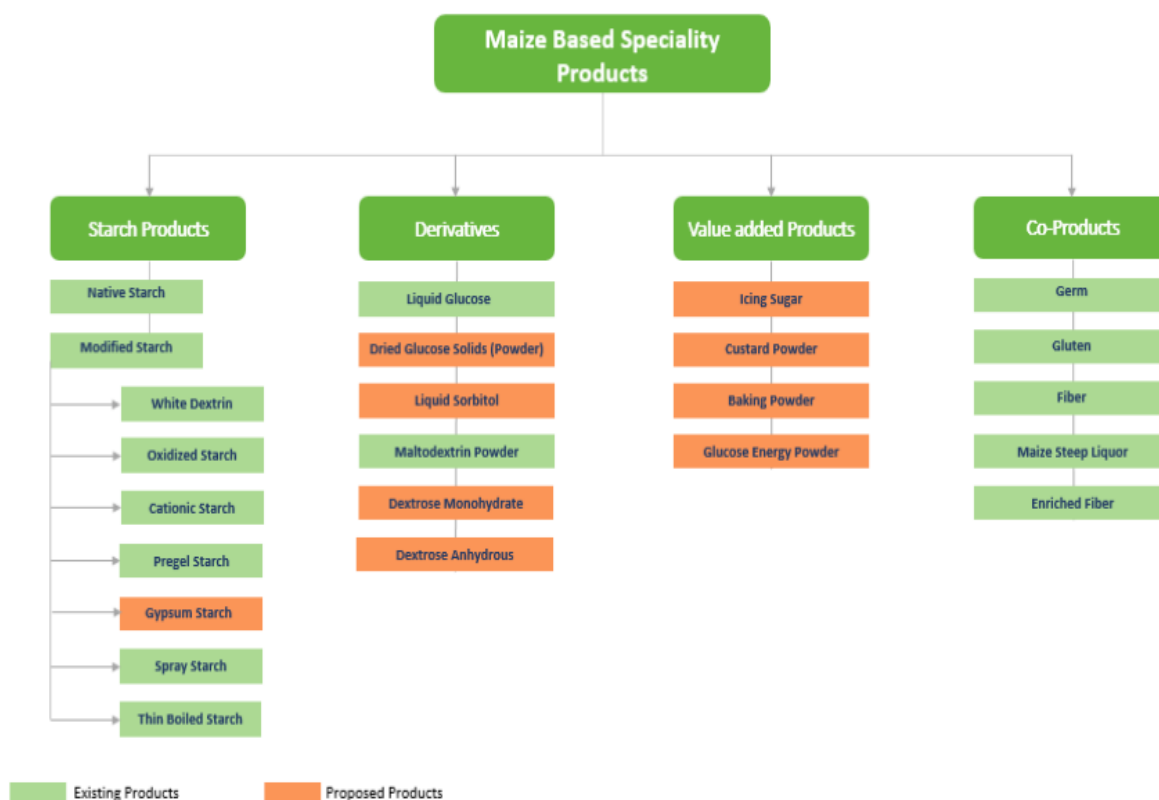 Maize Based Speciality
Products
Starch Products
Native Starch
Modified Starch
White Dextrin
Oxidized Starch
Cationic Starch
Pregel Starch
Gypsum Starch
Spray Starch
Thin Boiled Starch
Derivatives
Liquid Glucose
Dried Glucose Solids (Powder)
Liquid Sorbitol
Maltodextrin Powder
Dextrose Monohydrate
Dextrose Anhydrous
Value added Products
Icing Sugar
Custard Powder
Baking Powder
Glucose Energy Powder
Co-Products
Germ
Gluten
Fiber
Maize Steep Liquor
Enriched Fiber
Existing Products
Proposed Products